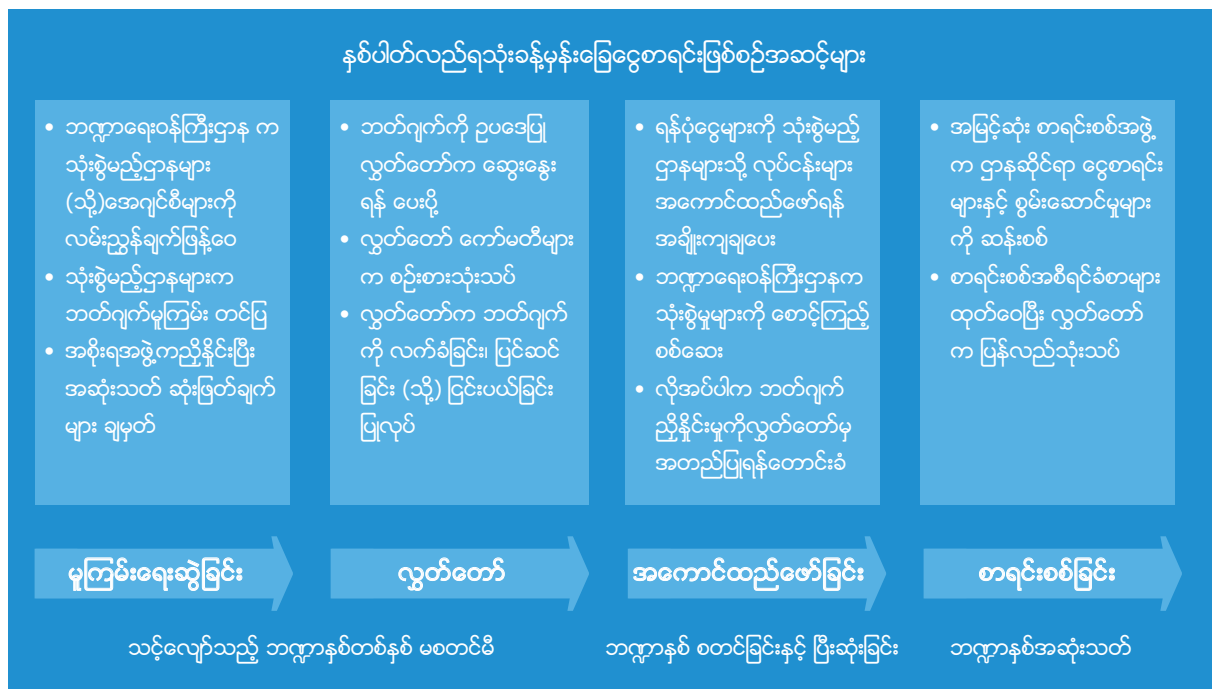 နှစ်ပါတ်လည်ရသုံးခန့်မှန်းခြေငွေစာရင်းဖြစ်စဉ်အဆင့်များ
• ဘဏ္ဍာရေးဝန်ကြီးဌာန က
သုံးစွဲမည့်ဌာနများ
(သို့)အေဂျင်စီများကို
လမ်းညွှန်ချက်ဖြန့်ဝေ
• သုံးစွဲမည့်ဌာနများက
ဘတ်ဂျက်မူကြမ်း တင်ပြ
• အစိုးရအဖွဲ့ကညှိနှိုင်းပြီး
အဆုံးသတ် ဆုံးဖြတ်ချက်
များ ချမှတ်
• ဘတ်ဂျက်ကို ဥပဒေပြု
လွှတ်တော်က ဆွေးနွေး
ရန် ပေးပို့
• လွှတ်တော် ကော်မတီများ
က စဉ်းစားသုံးသပ်
• လွှတ်တော်က ဘတ်ဂျက်
ကို လက်ခံခြင်း၊ ပြင်ဆင်
ခြင်း (သို့) ငြင်းပယ်ခြင်း
ပြုလုပ်
• ရန်ပုံငွေများကို သုံးစွဲမည့်
ဌာနများသို့ လုပ်ငန်းများ
အကောင်ထည်ဖော်ရန်
အချိုးကျချပေး
• ဘဏ္ဍာရေးဝန်ကြီးဌာနက
သုံးစွဲမှုများကို စောင့်ကြည့်
စစ်ဆေး
• လိုအပ်ပါက ဘတ်ဂျက်
ညှိနှိုင်းမှုကိုလွှတ်တော်မှ
အတည်ပြုရန်တောင်းခံ
• အမြင့်ဆုံး စာရင်းစစ်အဖွဲ့
က ဌာနဆိုင်ရာ ငွေစာရင်း
များနှင့် စွမ်းဆောင်မှုများ
ကို ဆန်းစစ်
• စာရင်းစစ်အစီရင်ခံစာများ
ထုတ်ဝေပြီး လွှတ်တော်
က ပြန်လည်သုံးသပ်
မူကြမ်းရေးဆွဲခြင်း
လွှတ်တော်
အကောင်ထည်ဖော်ခြင်း
စာရင်းစစ်ခြင်း
သင့်လျော်သည့် ဘဏ္ဍာနှစ်တစ်နှစ် မစတင်မီ
ဘဏ္ဍာနှစ် စတင်ခြင်းနှင့် ပြီးဆုံးခြင်း
ဘဏ္ဍာနှစ်အဆုံးသတ်